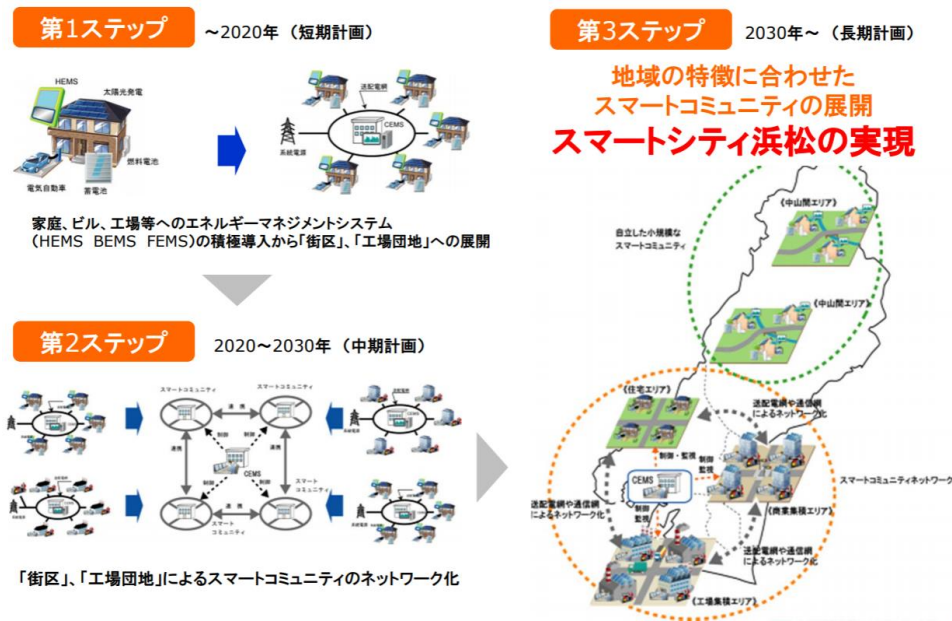 第1ステップ
～2020年（短期計画）
HEMS
太陽光発電
燃料電池
電気自動車
蓄電池
送配電網
CEMS
系統電源
家庭、ビル、工場等へのエネルギーマネジメントシステム
(HEMS BEMS FEMS)の積極導入から「街区」、「工場団地」への展開
第2ステップ
2020～2030年（中期計画）
スマートコミュニティ
スマートコミュニティ
連携
制御
制御
連携
連携
CEMS
制御
制御
スマート
コミュニティ
連携
スマート
コミュニティ
CEMS
「街区」、「工場団地」によるスマートコミュニティのネットワーク化
第3ステップ
2030年～（長期計画）
地域の特徴に合わせた
スマートコミュニティの展開
スマートシティ浜松の実現
《中山間エリア》
自立した小規模な
スマートコミュニティ
《中山間エリア》
《住宅エリア》
送配電網や通信網
によるネットワーク化
制御・監視
制御
監視
CEMS
スマートコミュニティネットワーク
送配電網や通信網
によるネットワーク化
制御
監視
《商業集積エリア》
送配電網や通信網
によるネットワーク化
《工場集積エリア》